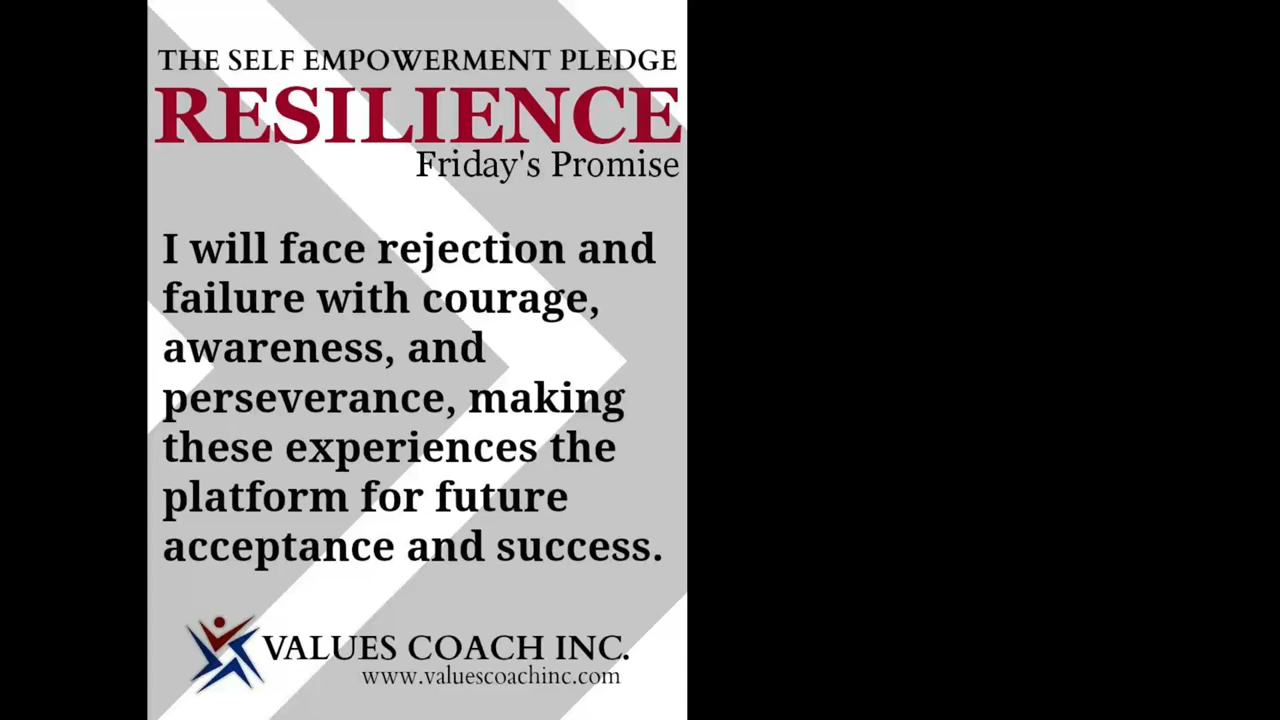 THE SELF EMPOWERMENT PLEDGE
RESILIENCE
Friday's Promise
I will face rejection and
failure with courage,
awareness, and
perseverance, making
these experiences the
platform for future
acceptance and success.
VALUES COACH INC.
www.valuescoachinc.com